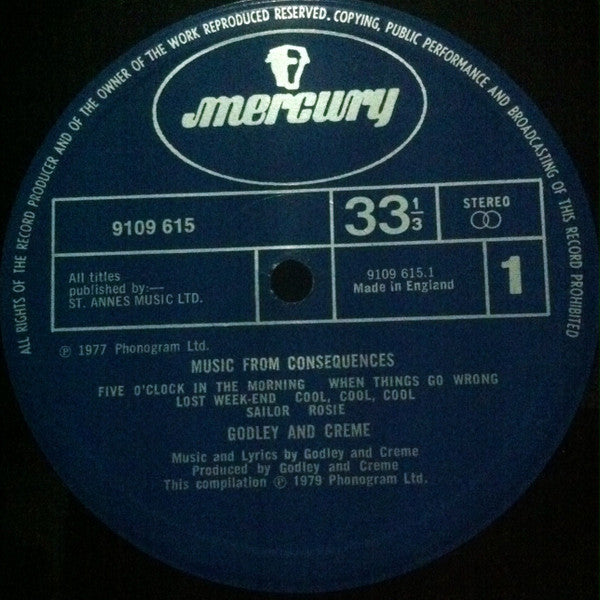 ALL RIGHTS OF THE RECORD PRODUCER AND OF THE OWNER OF THE WORK REPRODUCED RESERVED. COPYING, PUBLIC PERFORMANCE AND BROADCASTING OF THIS RECORD PROHIBITED
mercury
9109 615
33 1/3
STEREO
All titles
published by:—
ST. ANNES MUSIC LTD.
9109 615.1
Made in England
1
℗ 1977 Phonogram Ltd.
MUSIC FROM CONSEQUENCES
FIVE O'CLOCK IN THE MORNING WHEN THINGS GO WRONG
LOST WEEK-END COOL, COOL, COOL
SAILOR ROSIE
GODLEY AND CREME
Music and Lyrics by Godley and Creme
Produced by Godley and Creme
This compilation ℗ 1979 Phonogram Ltd.